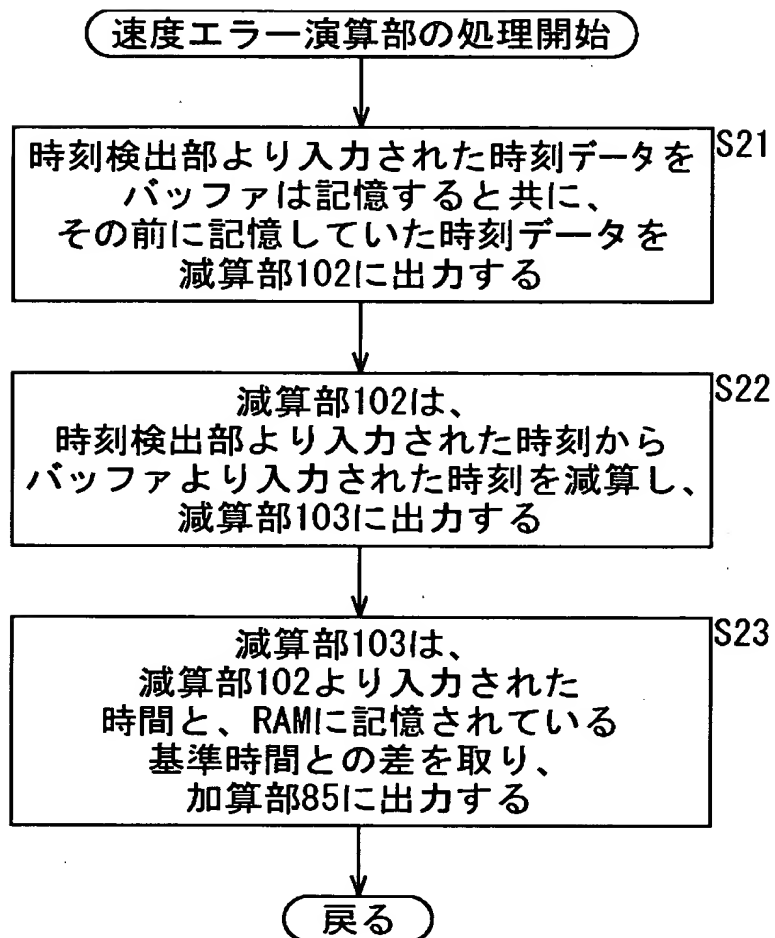 速度エラー演算部の処理開始
S21
時刻検出部より入力された時刻データを
バッファは記憶すると共に、
その前に記憶していた時刻データを
減算部102に出力する
S22
減算部102は、
時刻検出部より入力された時刻から
バッファより入力された時刻を減算し、
減算部103に出力する
S23
減算部103は、
減算部102より入力された
時間と、RAMに記憶されている
基準時間との差を取り、
加算部85に出力する
戻る